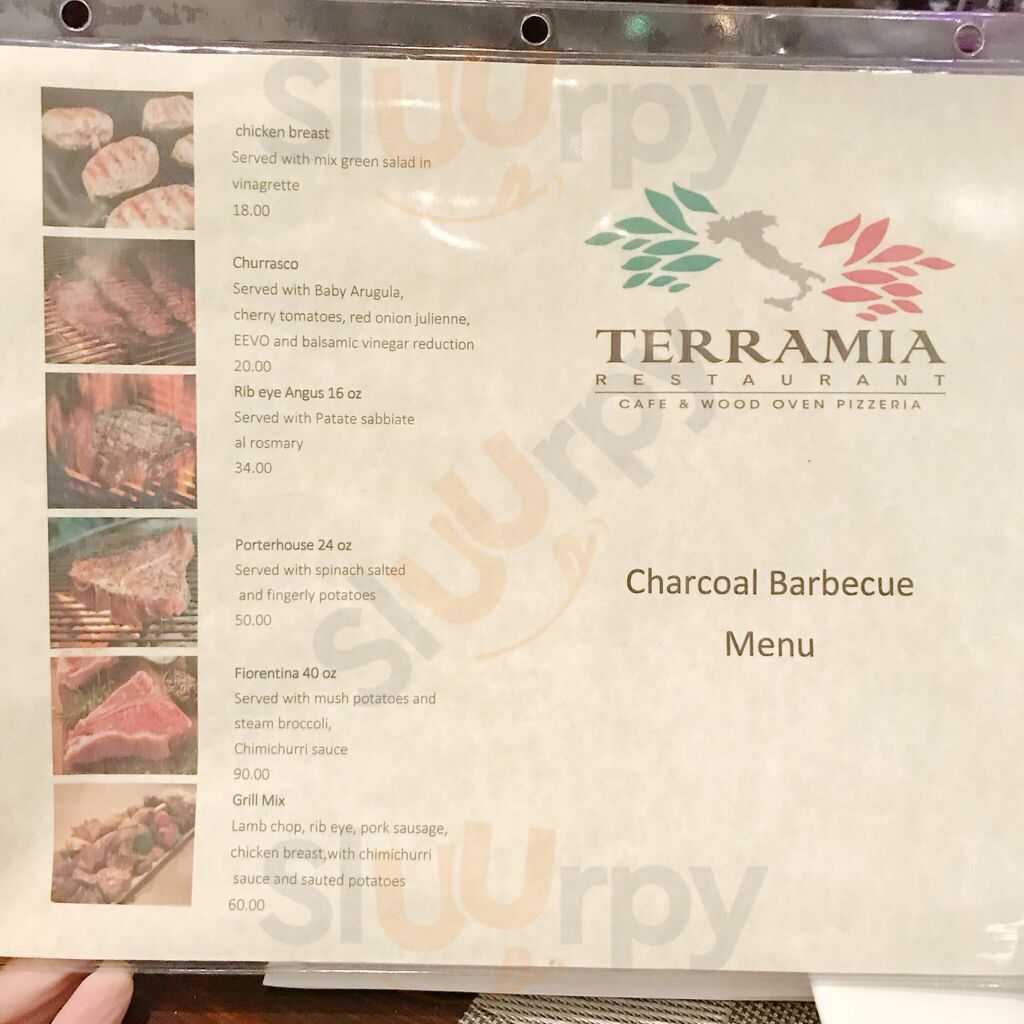 chicken breast
Served with mix green salad in
vinagrette
18.00
Churrasco
Served with Baby Arugula,
cherry tomatoes, red onion julienne,
EEVO and balsamic vinegar reduction
20.00
Rib eye Angus 16 oz
Served with Patate sabbiate
al rosmary
34.00
Porterhouse 24 oz
Served with spinach salted
and fingerly potatoes
50.00
Fiorentina 40 oz
Served with mush potatoes and
steam broccoli,
Chimichurri sauce
90.00
Grill Mix
Lamb chop, rib eye, pork sausage,
chicken breast,with chimichurri
sauce and sauted potatoes
60.00
TERRAMIA
RESTAURANT
CAFE & WOOD OVEN PIZZERIA
Charcoal Barbecue
Menu
sluurpy
sluurpy
sluurpy